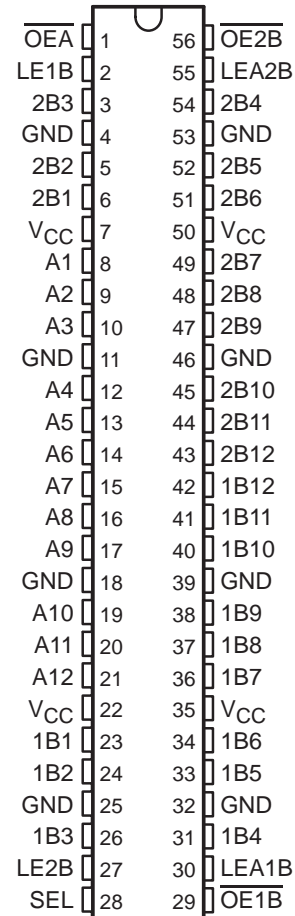 OEA 1 56 OE2B
LE1B 2 55 LEA2B
2B3 3 54 2B4
GND 4 53 GND
2B2 5 52 2B5
2B1 6 51 2B6
VCC 7 50 VCC
A1 8 49 2B7
A2 9 48 2B8
A3 10 47 2B9
GND 11 46 GND
A4 12 45 2B10
A5 13 44 2B11
A6 14 43 2B12
A7 15 42 1B12
A8 16 41 1B11
A9 17 40 1B10
GND 18 39 GND
A10 19 38 1B9
A11 20 37 1B8
A12 21 36 1B7
VCC 22 35 VCC
1B1 23 34 1B6
1B2 24 33 1B5
GND 25 32 GND
1B3 26 31 1B4
LE2B 27 30 LEA1B
SEL 28 29 OE1B